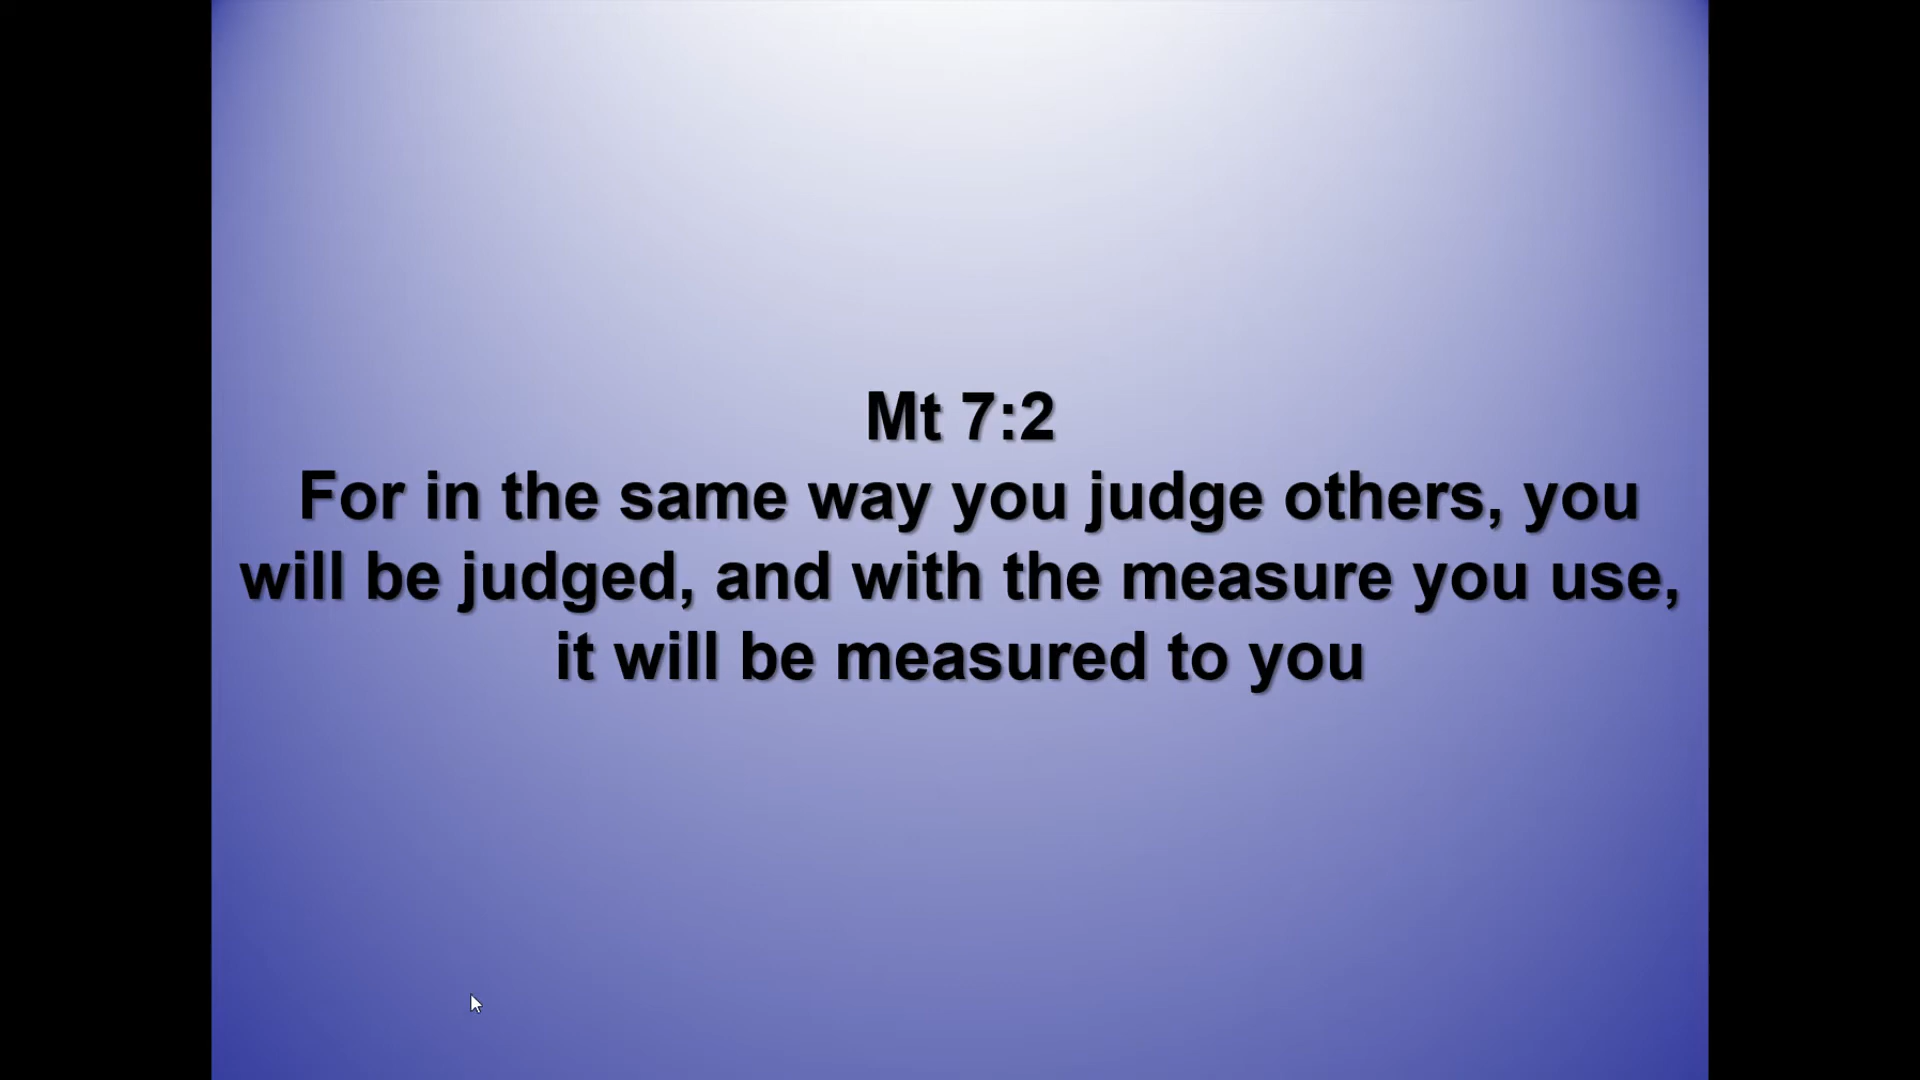 Mt 7:2
For in the same way you judge others, you
will be judged, and with the measure you use,
it will be measured to you